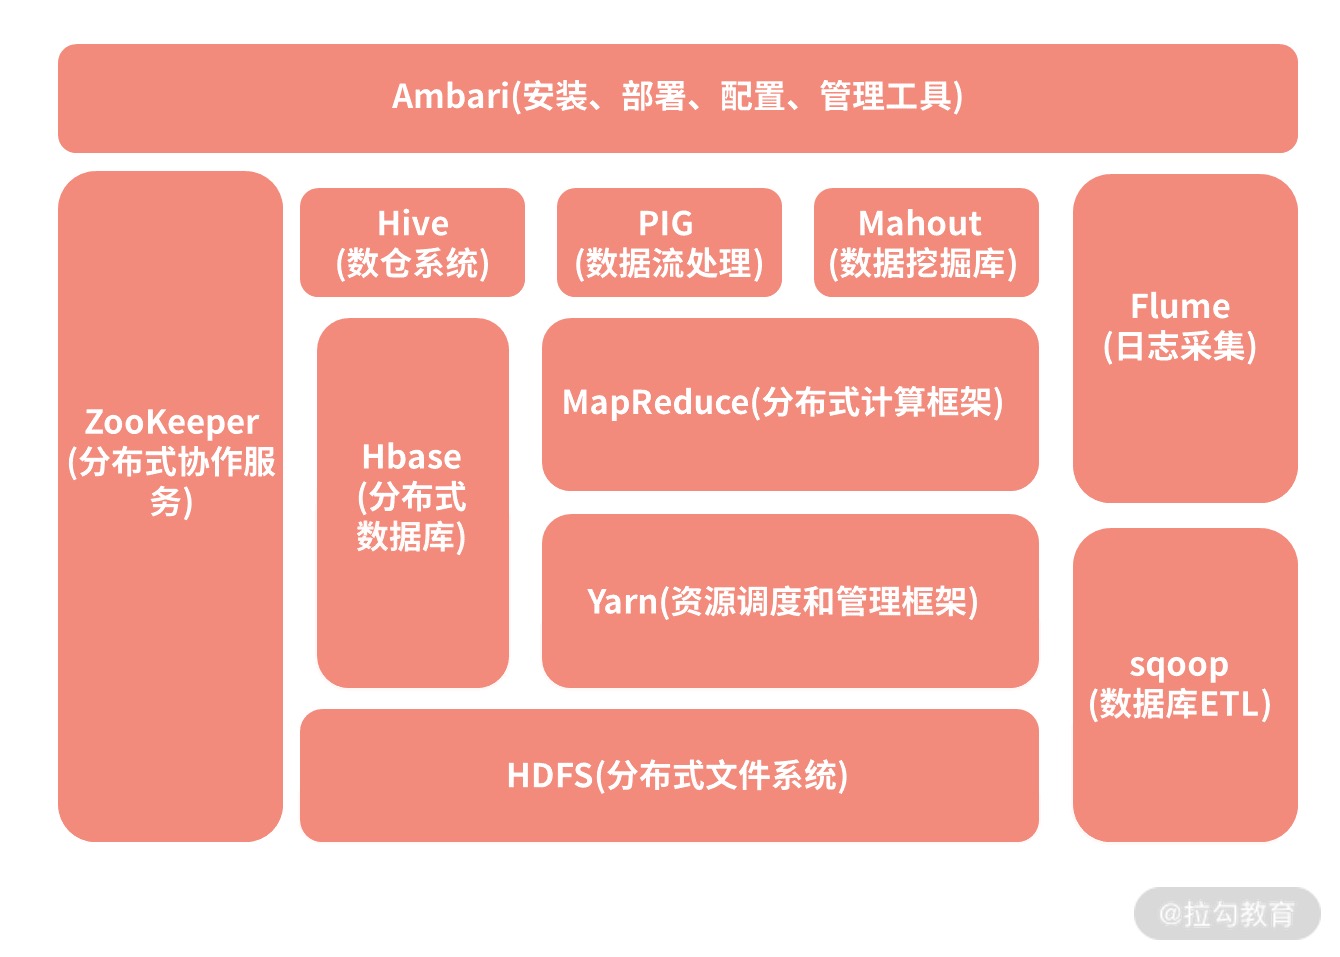 Ambari(安装、部署、配置、管理工具)
ZooKeeper
(分布式协作服
务)
Hive
(数仓系统)
PIG
(数据流处理)
Mahout
(数据挖掘库)
Hbase
(分布式
数据库)
MapReduce(分布式计算框架)
Yarn(资源调度和管理框架)
HDFS(分布式文件系统)
Flume
(日志采集)
sqoop
(数据库ETL)
@拉勾教育